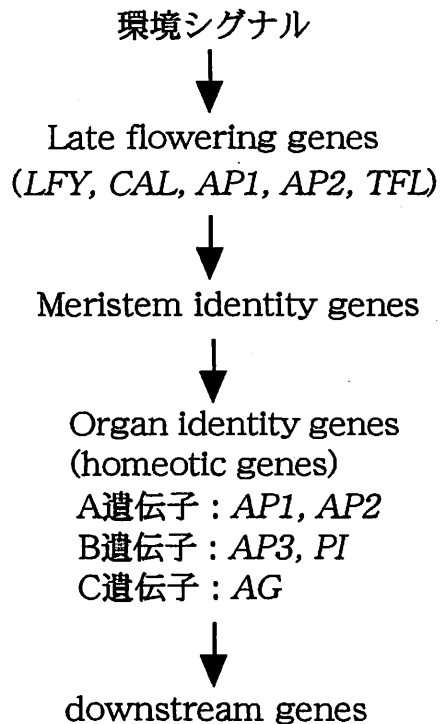 環境シグナル
Late flowering genes
(LFY, CAL, AP1, AP2, TFL)
Meristem identity genes
Organ identity genes
(homeotic genes)
A遺伝子：AP1, AP2
B遺伝子：AP3, PI
C遺伝子：AG
downstream genes